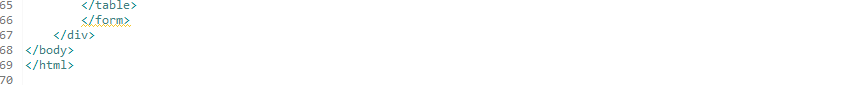 65        </table>
66        </form>
67    </div>
68 </body>
69 </html>
70